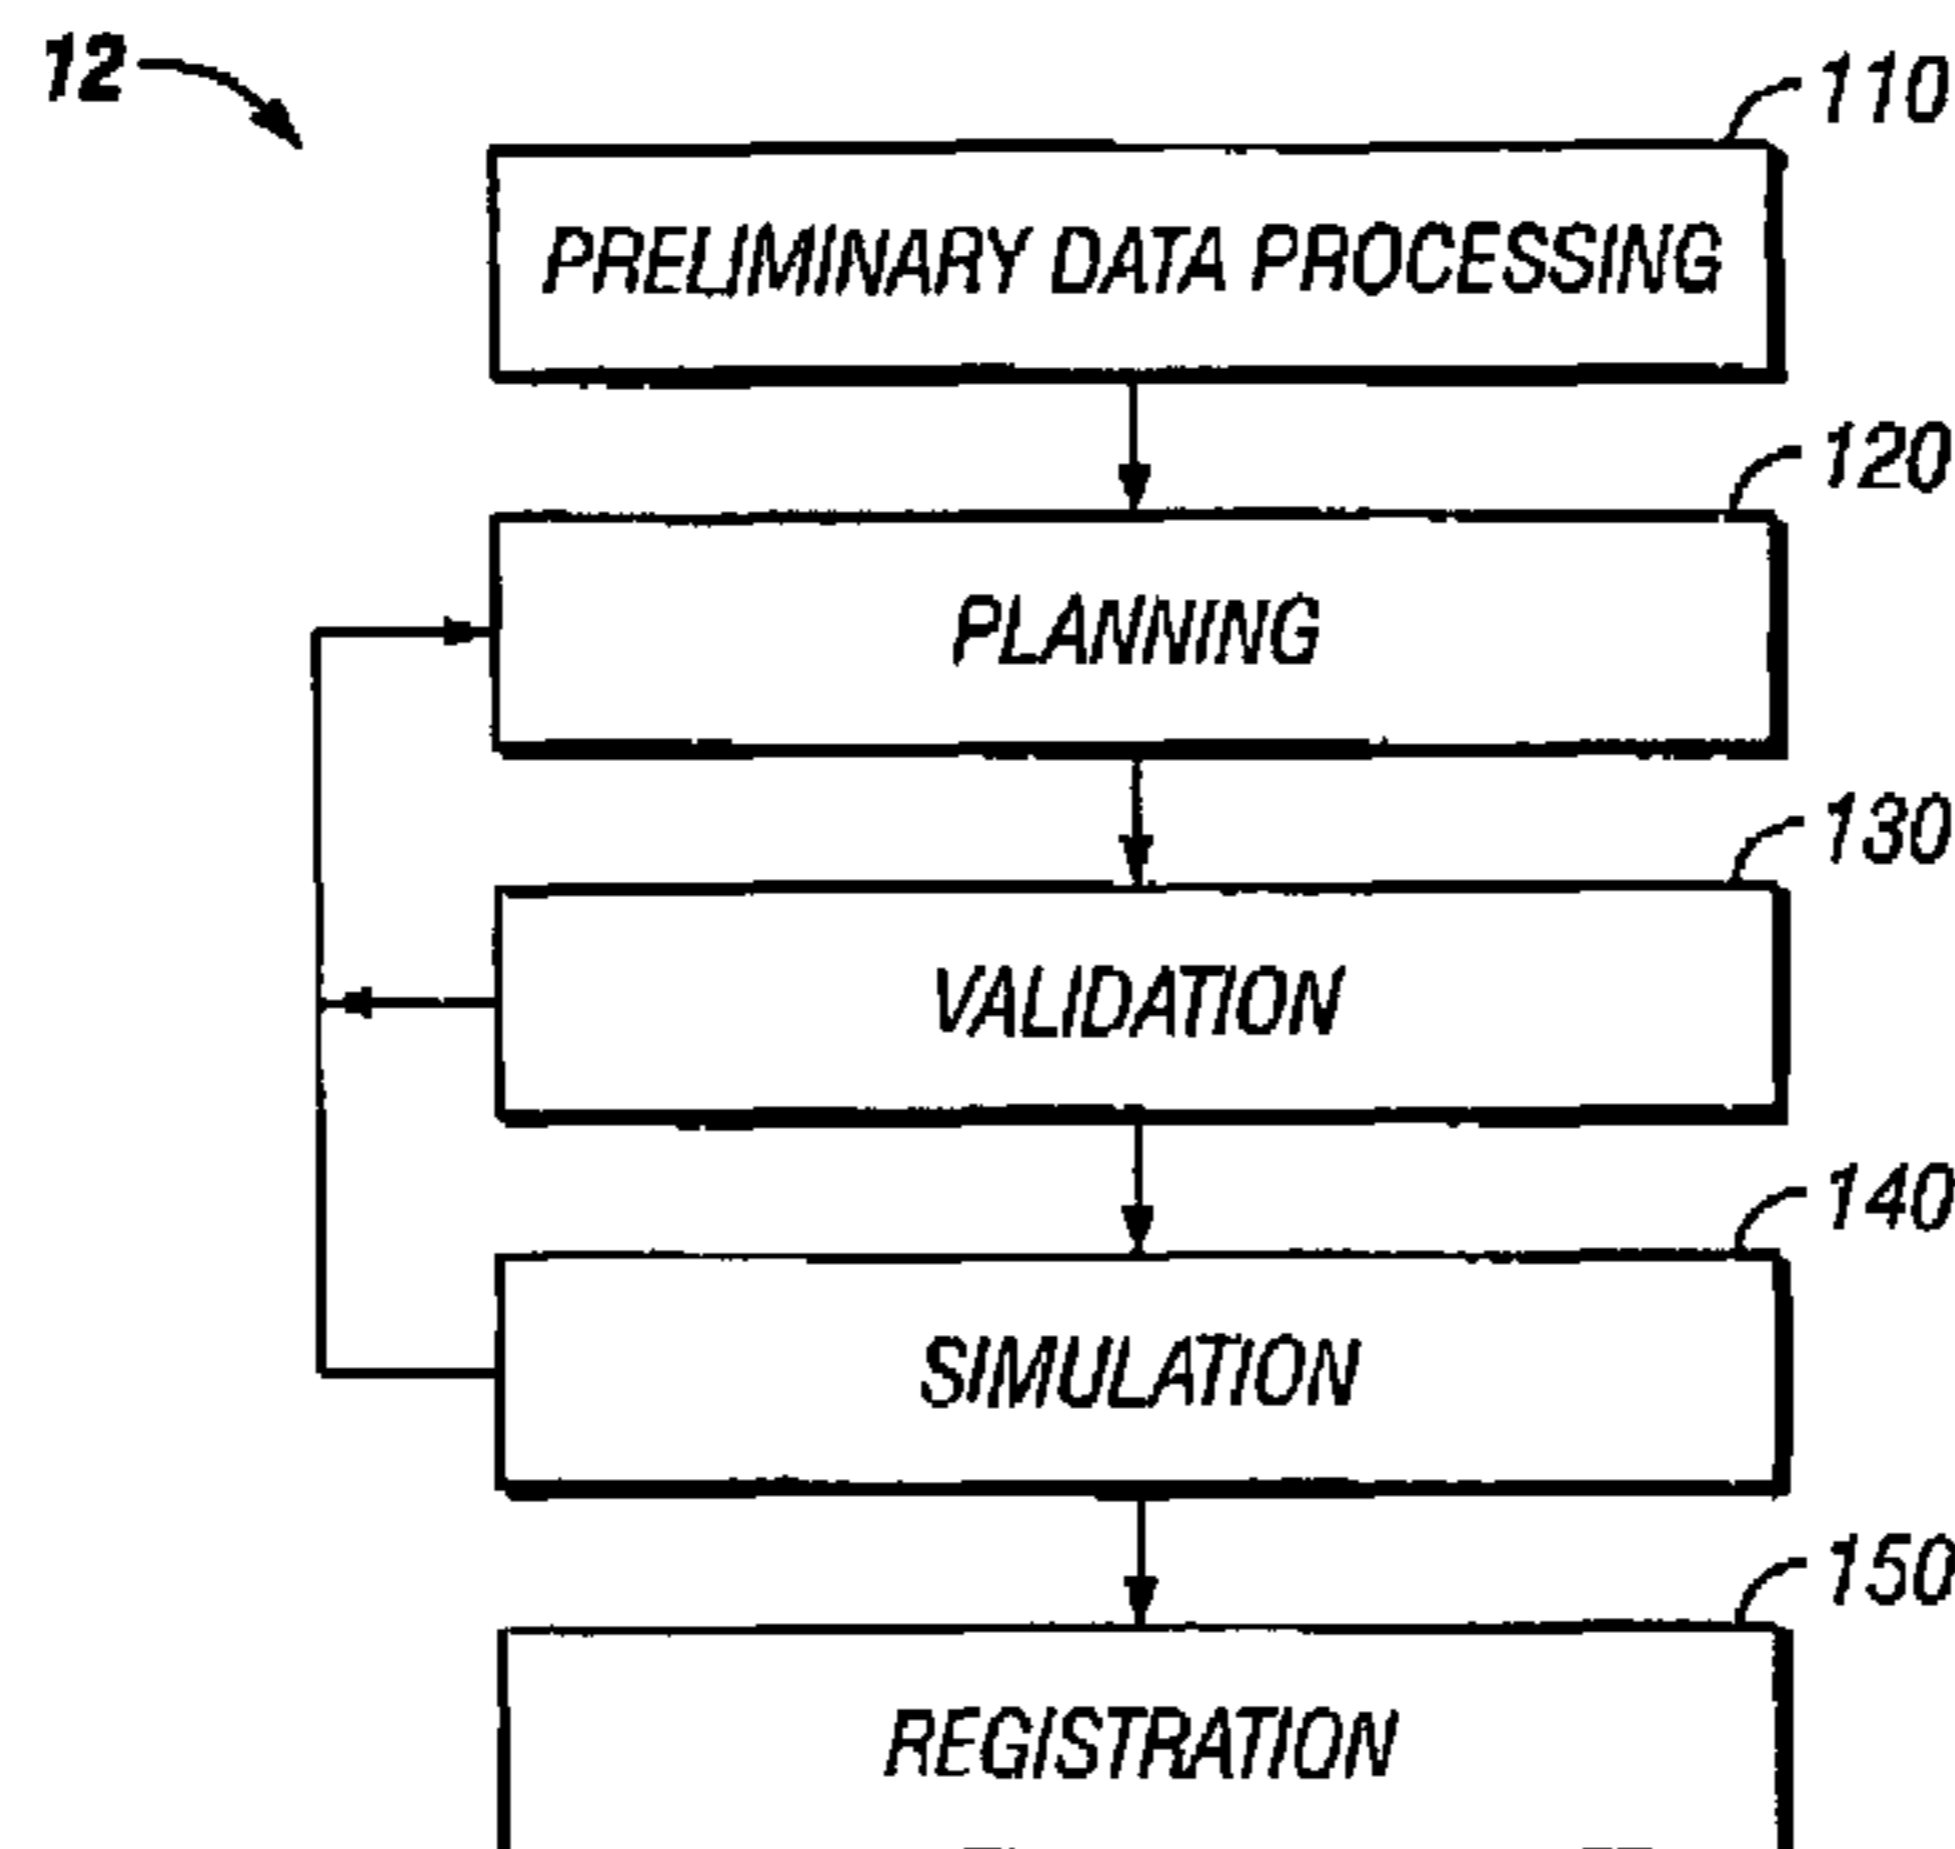 12
110
PRELIMINARY DATA PROCESSING
120
PLANNING
130
VALIDATION
140
SIMULATION
150
REGISTRATION